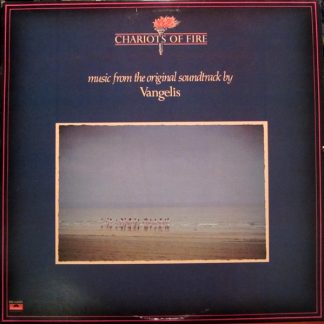 CHARIOTS OF FIRE
music from the original soundtrack by
Vangelis